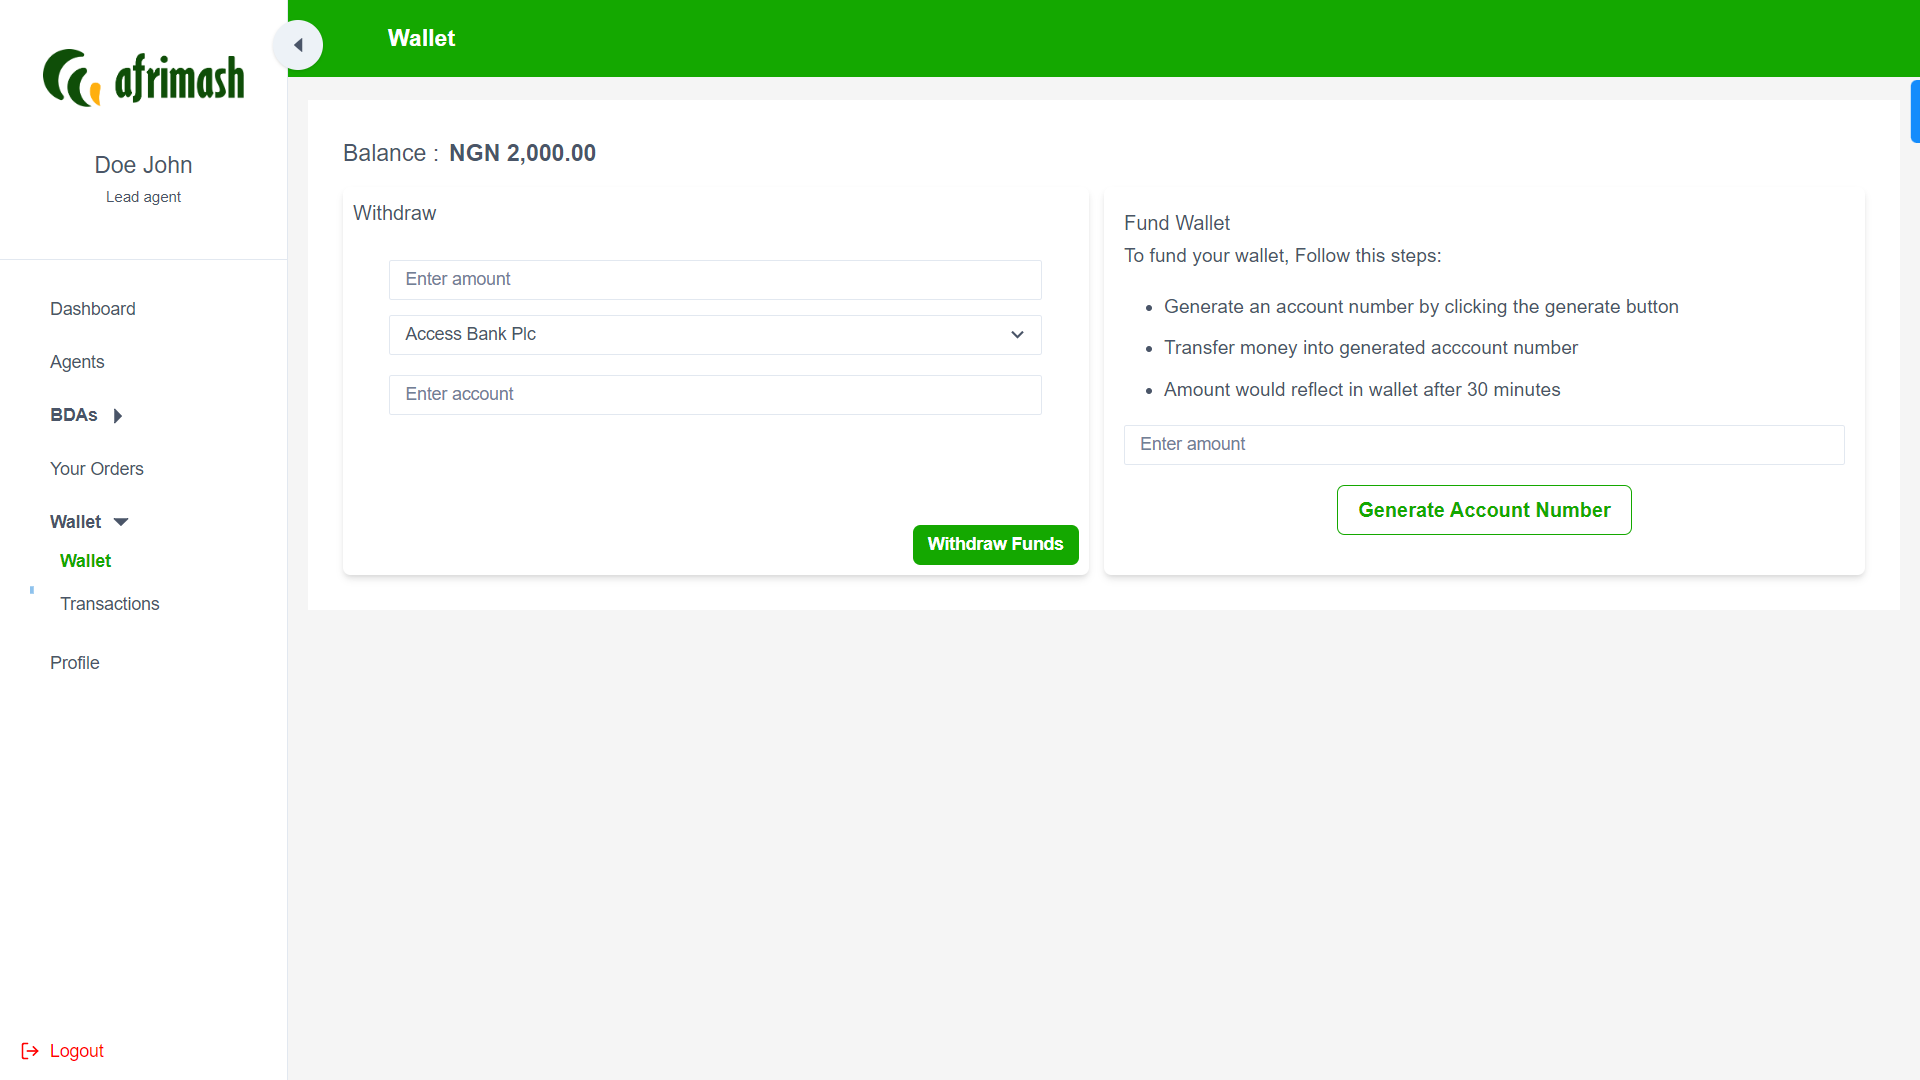 afrimash
Doe John
Lead agent
Dashboard
Agents
BDAs
Your Orders
Wallet
Wallet
Transactions
Profile
Logout
Wallet
Balance : NGN 2,000.00
Withdraw
Enter amount
Access Bank Plc
Enter account
Withdraw Funds
Fund Wallet
To fund your wallet, Follow this steps:
Generate an account number by clicking the generate button
Transfer money into generated acccount number
Amount would reflect in wallet after 30 minutes
Enter amount
Generate Account Number